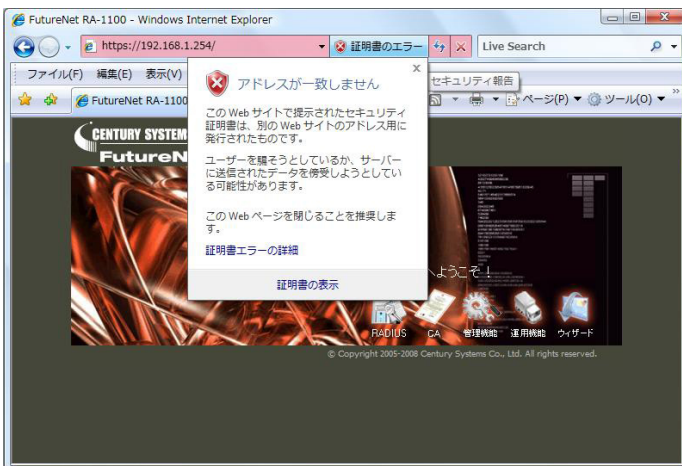 FutureNet RA-1100 - Windows Internet Explorer
https://192.168.1.254/
証明書のエラー
Live Search
ファイル(F) 編集(E) 表示(V)
セキュリティ報告
FutureNet RA-1100
ページ(P)
ツール(O)
アドレスが一致しません
この Web サイトで提示されたセキュリティ
証明書は、別の Web サイトのアドレス用に
発行されたものです。
ユーザーを騙そうとしているか、サーバー
に送信されたデータを傍受しようとしてい
る可能性があります。
この Web ページを閉じることを推奨しま
す。
証明書エラーの詳細
証明書の表示
CENTURY SYSTEM
FutureN
へようこそ!
RADIUS
CA
管理機能
運用機能
ウィザード
© Copyright 2005-2008 Century Systems Co., Ltd. All rights reserved.